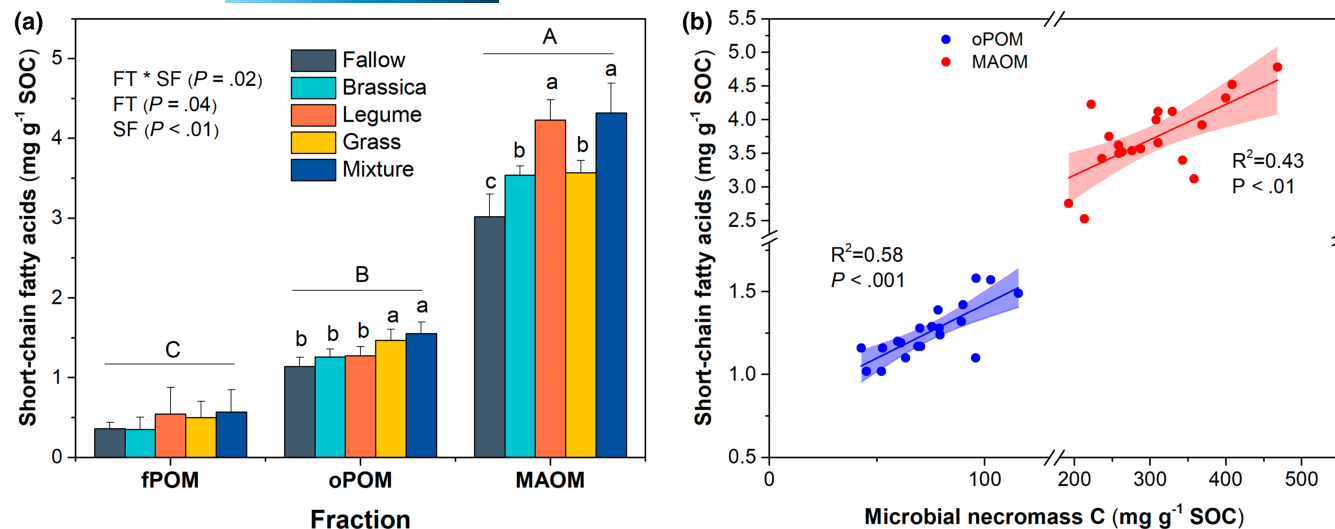 (a)
Short-chain fatty acids (mg g-1 SOC)
5
4
3
2
1
0
FT * SF (P = .02)
FT (P = .04)
SF (P < .01)
Fallow
Brassica
Legume
Grass
Mixture
C
B
b b b a a
A
c b a b a
fPOM oPOM MAOM
Fraction
(b)
Short-chain fatty acids (mg g-1 SOC)
5.5
5.0
4.5
4.0
3.5
3.0
2.5
1.5
1.0
0.5
oPOM
MAOM
R2=0.43
P < .01
R2=0.58
P < .001
0 100 200 300 400 500
Microbial necromass C (mg g-1 SOC)